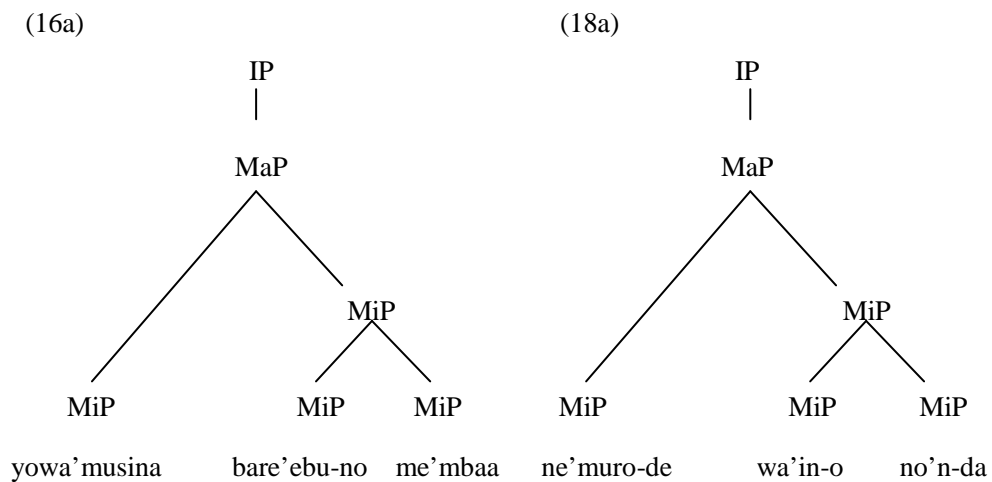 (16a) (18a)
IP IP
MaP MaP
MiP MiP
MiP MiP MiP MiP MiP MiP
yowa’musina bare’ebu-no me’mbaa ne’muro-de wa’in-o no’n-da